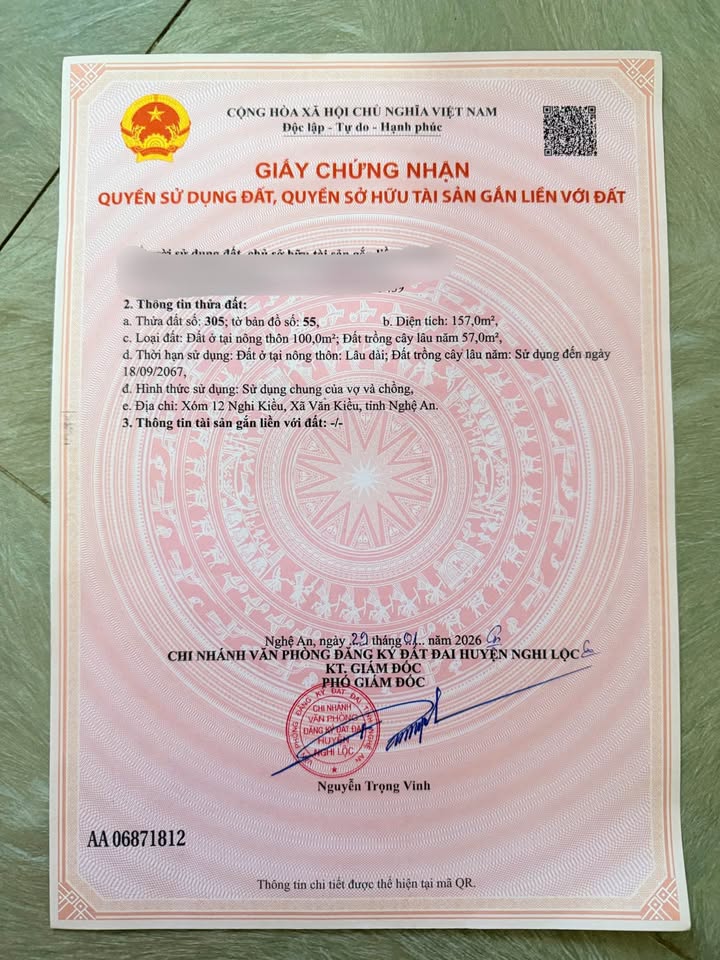 CỘNG HÒA XÃ HỘI CHỦ NGHĨA VIỆT NAM
Độc lập - Tự do - Hạnh phúc
GIẤY CHỨNG NHẬN
QUYỀN SỬ DỤNG ĐẤT, QUYỀN SỞ HỮU TÀI SẢN GẮN LIỀN VỚI ĐẤT
2. Thông tin thửa đất:
a. Thửa đất số: 305; tờ bản đồ số: 55, b. Diện tích: 157,0m²,
c. Loại đất: Đất ở tại nông thôn 100,0m²; Đất trồng cây lâu năm 57,0m²,
d. Thời hạn sử dụng: Đất ở tại nông thôn: Lâu dài; Đất trồng cây lâu năm: Sử dụng đến ngày
18/09/2067,
đ. Hình thức sử dụng: Sử dụng chung của vợ và chồng,
e. Địa chỉ: Xóm 12 Nghi Kiều, Xã Văn Kiều, tỉnh Nghệ An.
3. Thông tin tài sản gắn liền với đất: -/-
Nghệ An, ngày 29 tháng 01 năm 2026
CHI NHÁNH VĂN PHÒNG ĐĂNG KÝ ĐẤT ĐAI HUYỆN NGHI LỘC
KT. GIÁM ĐỐC
PHÓ GIÁM ĐỐC
CHI NHÁNH
VĂN PHÒNG
ĐĂNG KÝ ĐẤT ĐAI
HUYỆN
NGHI LỘC
Nguyễn Trọng Vinh
AA 06871812
Thông tin chi tiết được thể hiện tại mã QR.